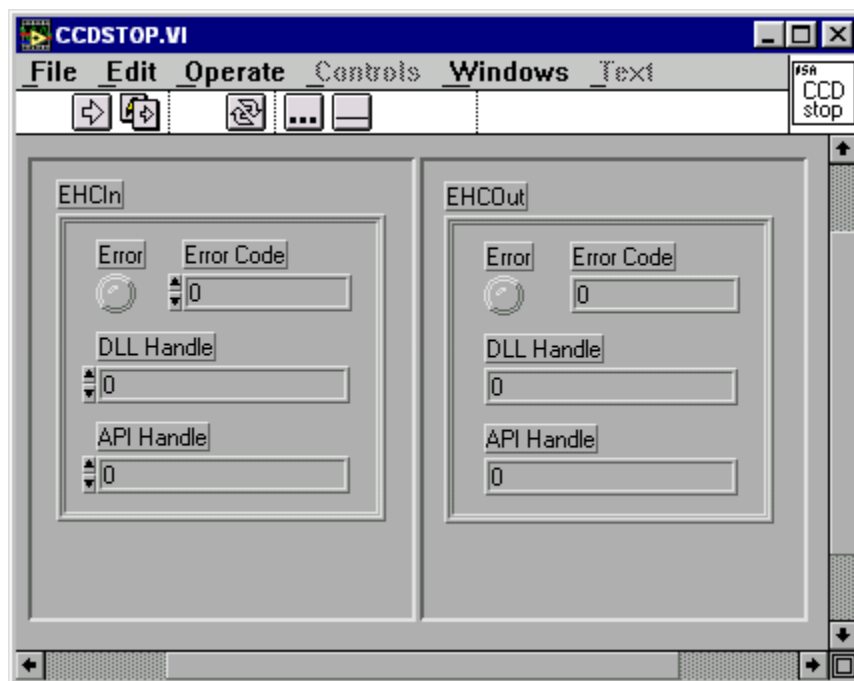 CCDSTOP.VI
File Edit Operate Controls Windows Text
CCD
stop
...
EHCIn
Error Error Code
0
DLL Handle
0
API Handle
0
EHCOut
Error Error Code
0
DLL Handle
0
API Handle
0